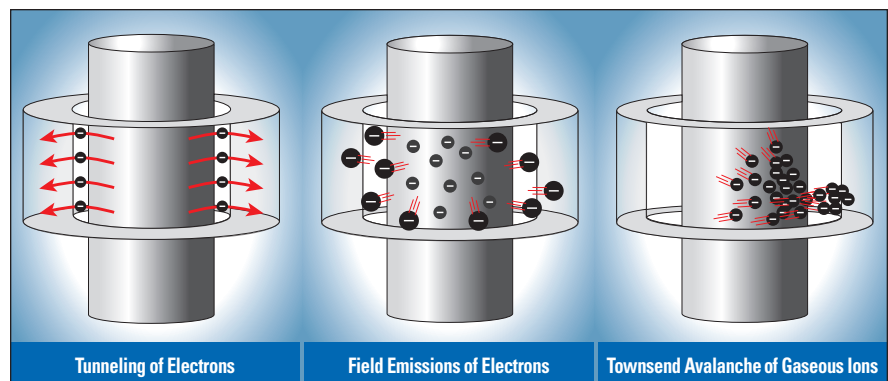 Tunneling of Electrons
Field Emissions of Electrons
Townsend Avalanche of Gaseous Ions